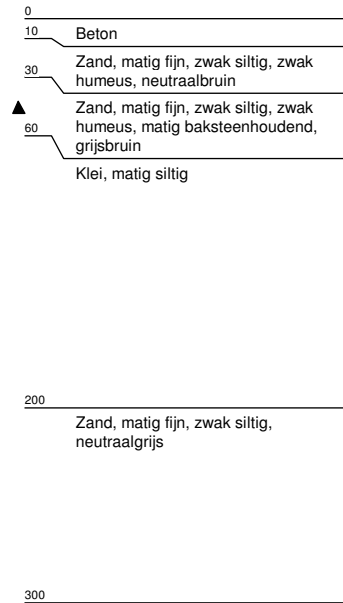 0
10
Beton
Zand, matig fijn, zwak siltig, zwak
humeus, neutraalbruin
30
Zand, matig fijn, zwak siltig, zwak
humeus, matig baksteenhoudend,
grijsbruin
60
Klei, matig siltig
200
Zand, matig fijn, zwak siltig,
neutraalgrijs
300